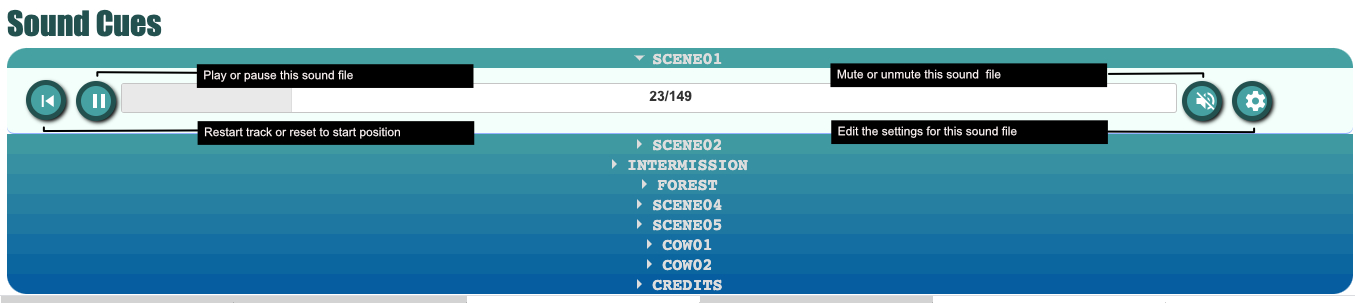 Sound Cues
SCENE01
Play or pause this sound file
Mute or unmute this sound file
23/149
Restart track or reset to start position
Edit the settings for this sound file
SCENE02
INTERMISSION
FOREST
SCENE04
SCENE05
COW01
COW02
CREDITS